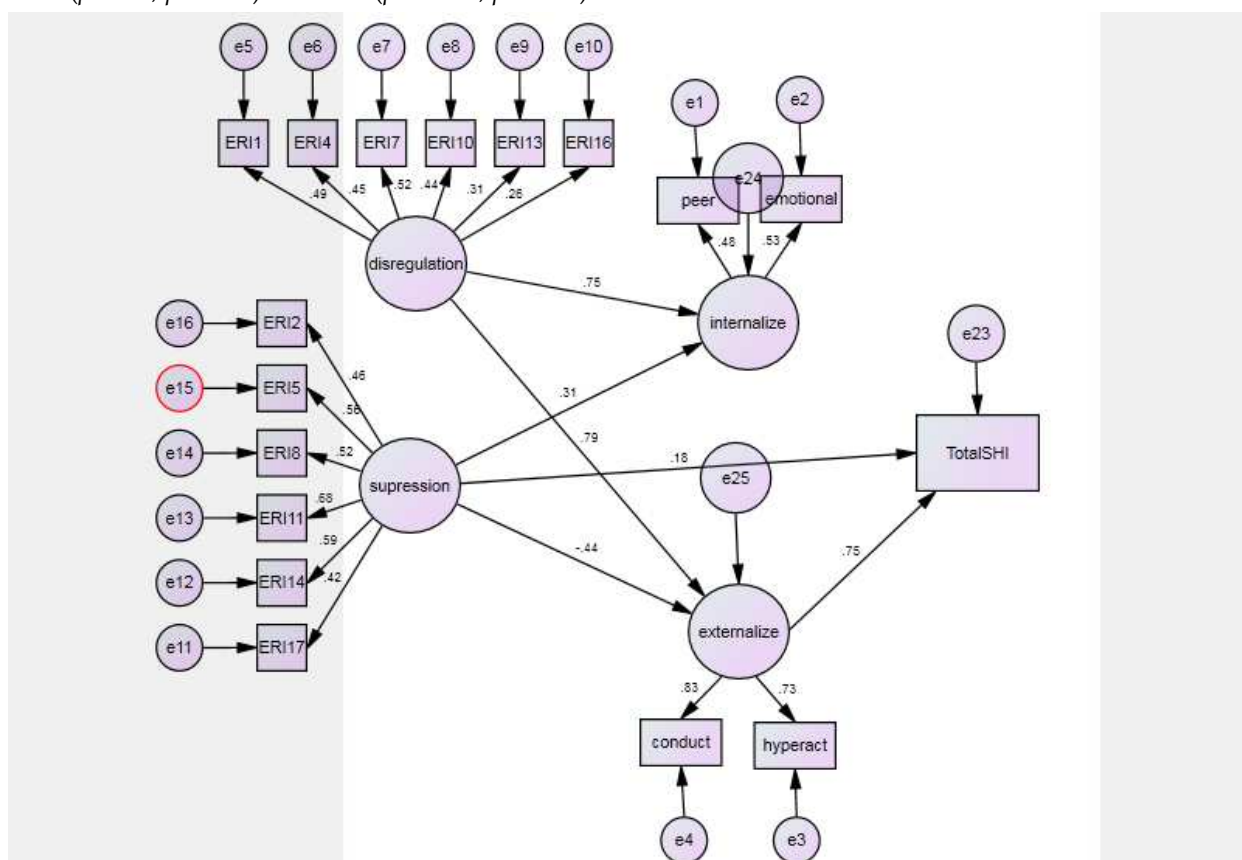 e5 e6 e7 e8 e9 e10
e1 e2
ERI1 ERI4 ERI7 ERI10 ERI13 ERI16
e24
peer emotional
.49 .45 .52 .44 .31 .26
.48 .53
disregulation
.75
internalize
e16 ERI2
e23
.46
e15 ERI5
.31
.56
.79
e14 ERI8
.52
.18
TotalSHI
supression
e25
.68
e13 ERI11
.59
-.44
.75
e12 ERI14
.42
externalize
e11 ERI17
.83 .73
conduct hyperact
e4 e3